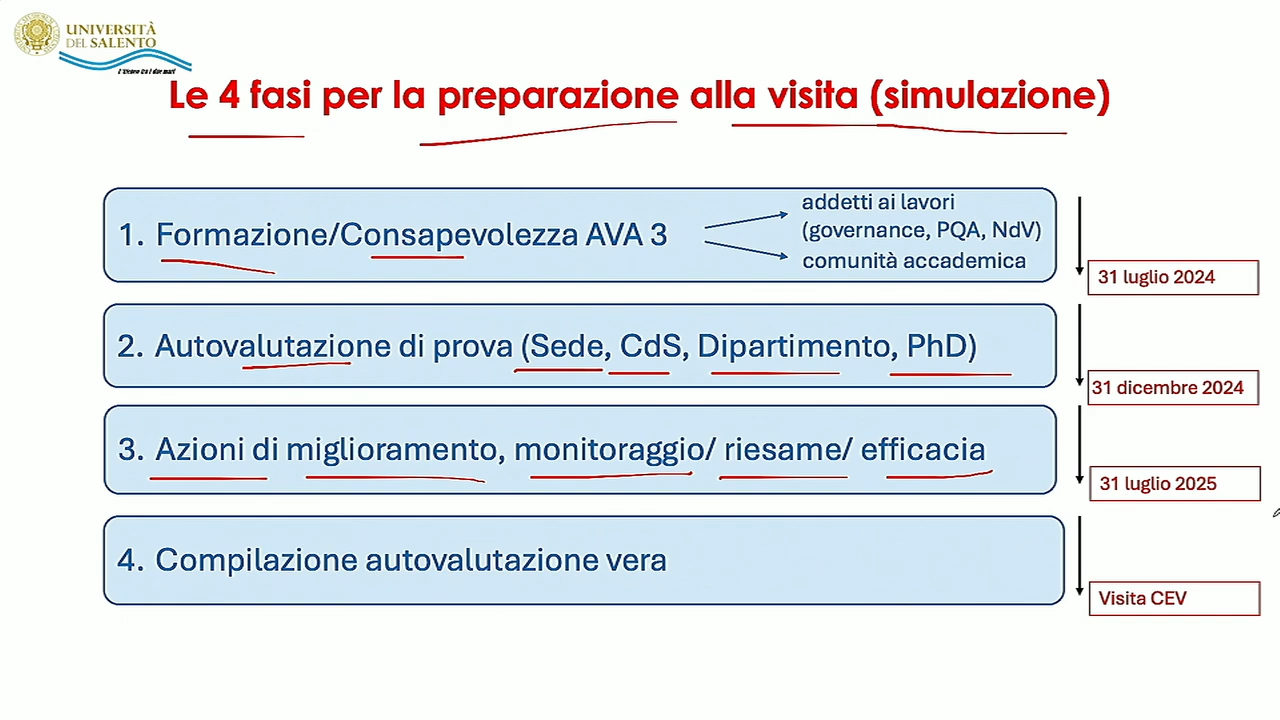 UNIVERSITÀ
DEL SALENTO
Le 4 fasi per la preparazione alla visita (simulazione)
1. Formazione/Consapevolezza AVA 3
addetti ai lavori
(governance, PQA, NdV)
comunità accademica
31 luglio 2024
2. Autovalutazione di prova (Sede, CdS, Dipartimento, PhD)
31 dicembre 2024
3. Azioni di miglioramento, monitoraggio/ riesame/ efficacia
31 luglio 2025
4. Compilazione autovalutazione vera
Visita CEV